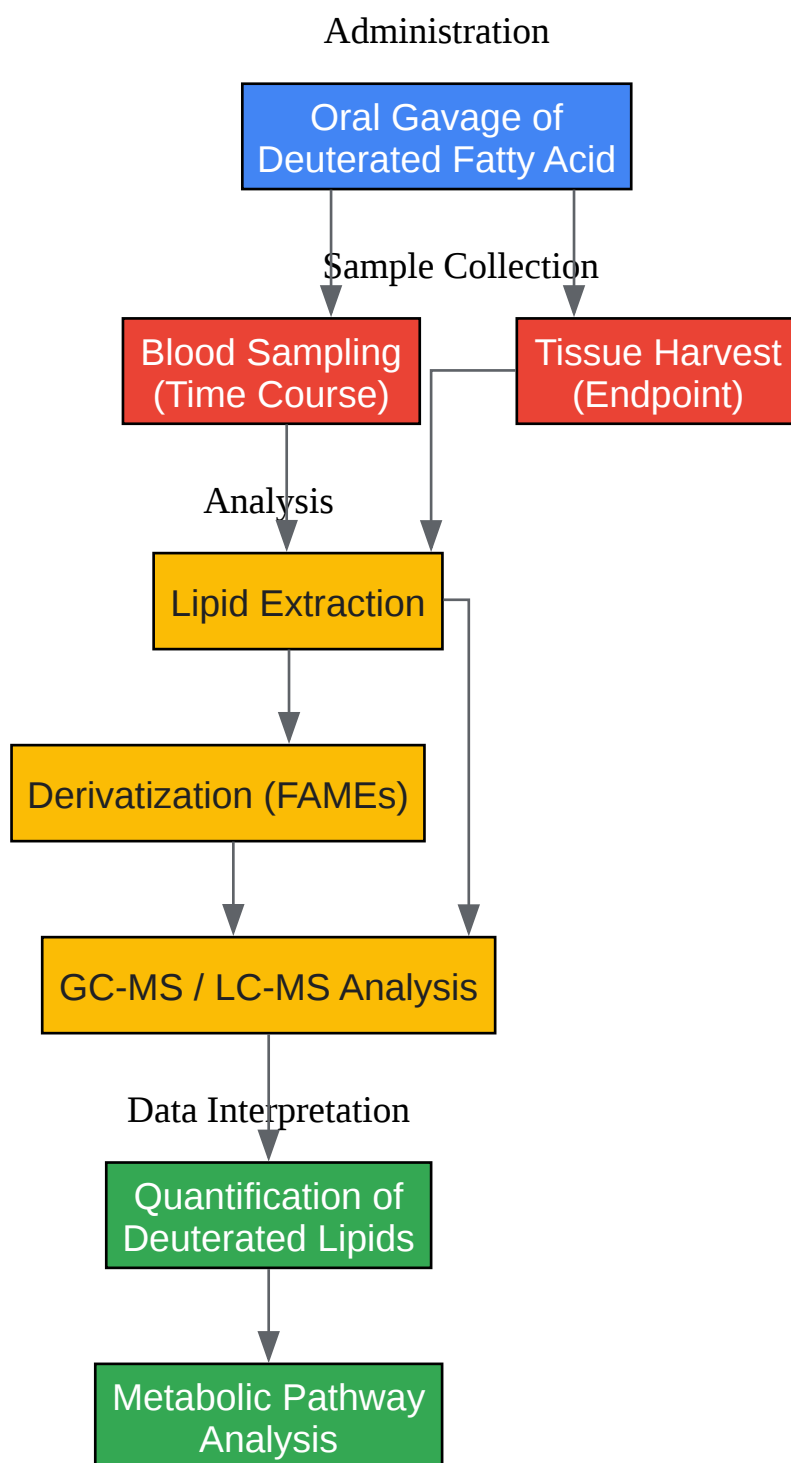 Administration
Oral Gavage of
Deuterated Fatty Acid
Sample Collection
Blood Sampling
(Time Course)
Tissue Harvest
(Endpoint)
Analysis
Lipid Extraction
Derivatization (FAMEs)
GC-MS / LC-MS Analysis
Data Interpretation
Quantification of
Deuterated Lipids
Metabolic Pathway
Analysis